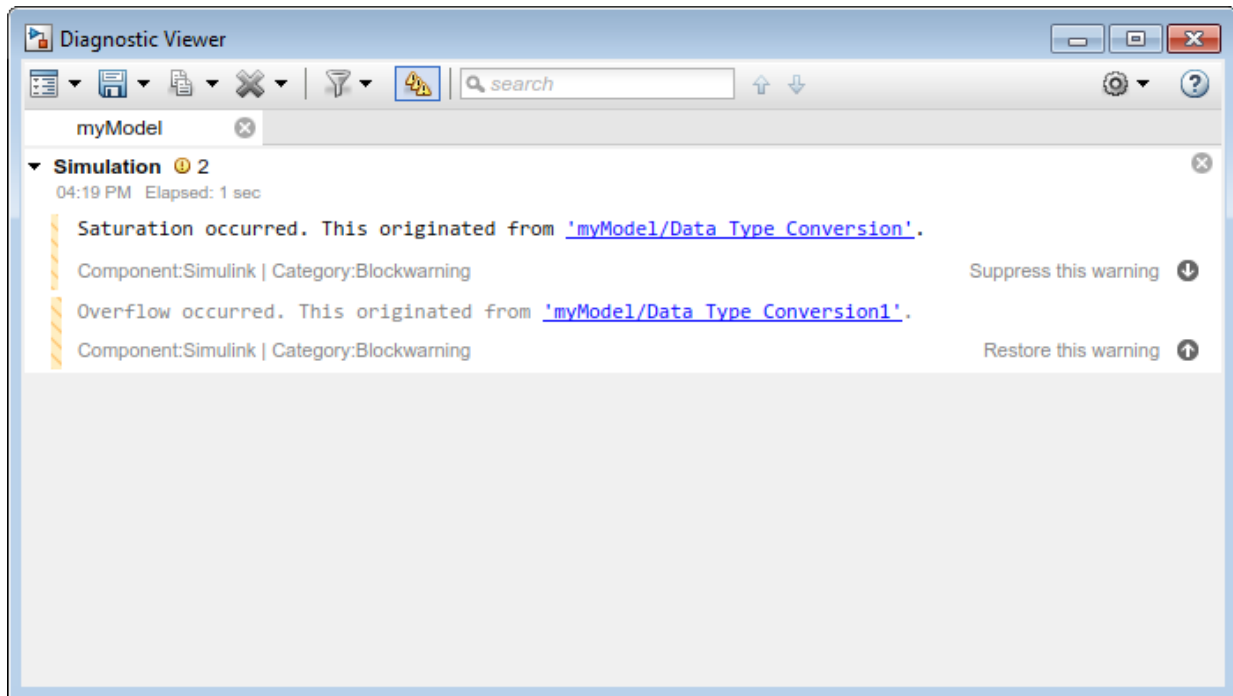 Diagnostic Viewer
search
myModel
Simulation 2
04:19 PM Elapsed: 1 sec
Saturation occurred. This originated from 'myModel/Data Type Conversion'.
Component:Simulink | Category:Blockwarning Suppress this warning
Overflow occurred. This originated from 'myModel/Data Type Conversion1'.
Component:Simulink | Category:Blockwarning Restore this warning